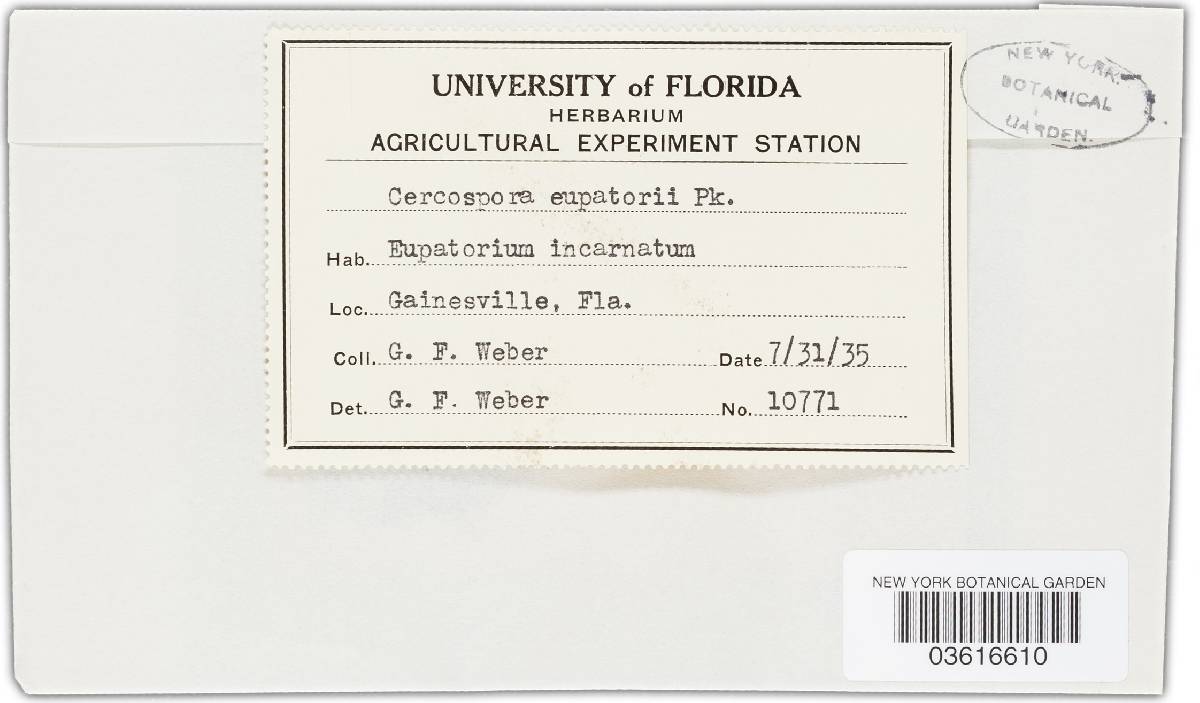 UNIVERSITY of FLORIDA
HERBARIUM
AGRICULTURAL EXPERIMENT STATION
Cercospora eupatorii Pk.
Hab. Eupatorium incarnatum
Loc. Gainesville, Fla.
Coll. G. F. Weber Date 7/31/35
Det. G. F. Weber No. 10771
NEW YORK
BOTANICAL
GARDEN.
NEW YORK BOTANICAL GARDEN
03616610